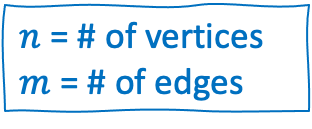 n = # of vertices
m = # of edges